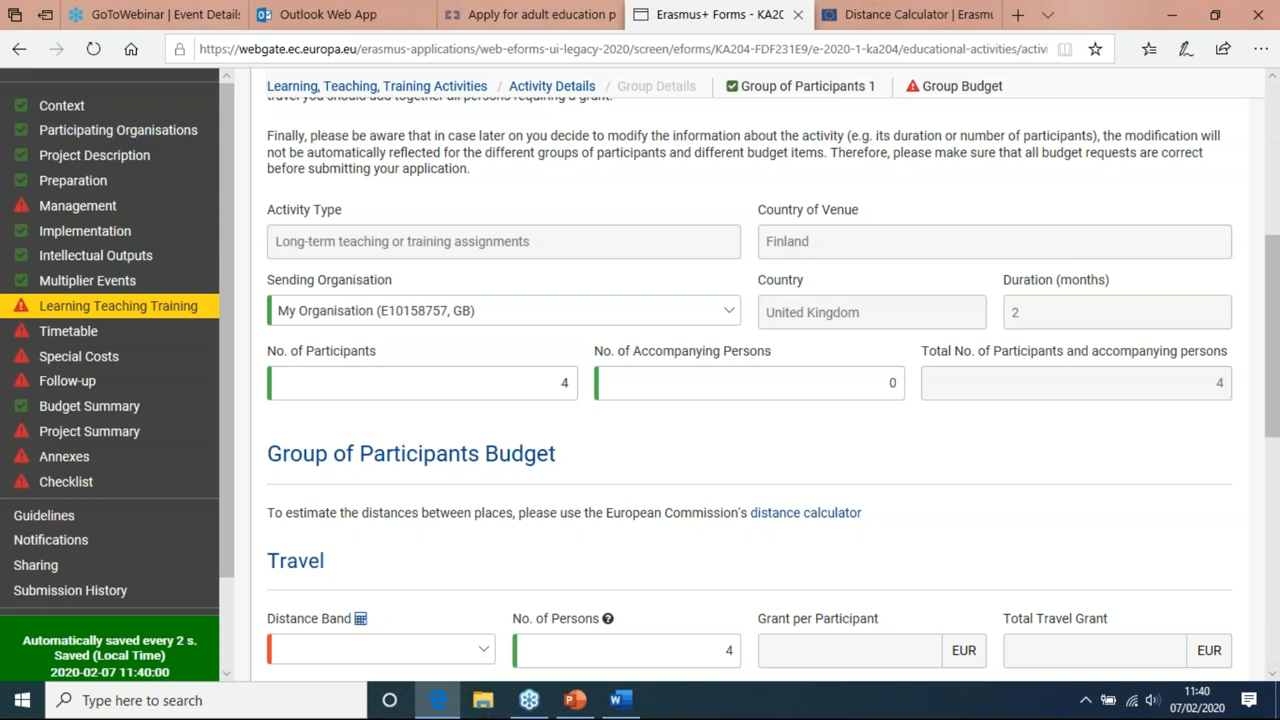 GoToWebinar | Event Details
Outlook Web App
Apply for adult education p
Erasmus+ Forms - KA20
Distance Calculator | Erasmu
https://webgate.ec.europa.eu/erasmus-applications/web-eforms-ui-legacy-2020/screen/eforms/KA204-FDF231E9/e-2020-1-ka204/educational-activities/activi
Context
Participating Organisations
Project Description
Preparation
Management
Implementation
Intellectual Outputs
Multiplier Events
Learning Teaching Training
Timetable
Special Costs
Follow-up
Budget Summary
Project Summary
Annexes
Checklist
Guidelines
Notifications
Sharing
Submission History
Automatically saved every 2 s.
Saved (Local Time)
2020-02-07 11:40:00
Learning, Teaching, Training Activities / Activity Details / Group Details
Group of Participants 1
Group Budget
travel you should add together all persons requiring a grant.
Finally, please be aware that in case later on you decide to modify the information about the activity (e.g. its duration or number of participants), the modification will
not be automatically reflected for the different groups of participants and different budget items. Therefore, please make sure that all budget requests are correct
before submitting your application.
Activity Type
Country of Venue
Long-term teaching or training assignments
Finland
Sending Organisation
Country
Duration (months)
My Organisation (E10158757, GB)
United Kingdom
2
No. of Participants
No. of Accompanying Persons
Total No. of Participants and accompanying persons
4
0
4
Group of Participants Budget
To estimate the distances between places, please use the European Commission's distance calculator
Travel
Distance Band
No. of Persons
Grant per Participant
Total Travel Grant
4
EUR
EUR
Type here to search
11:40
07/02/2020